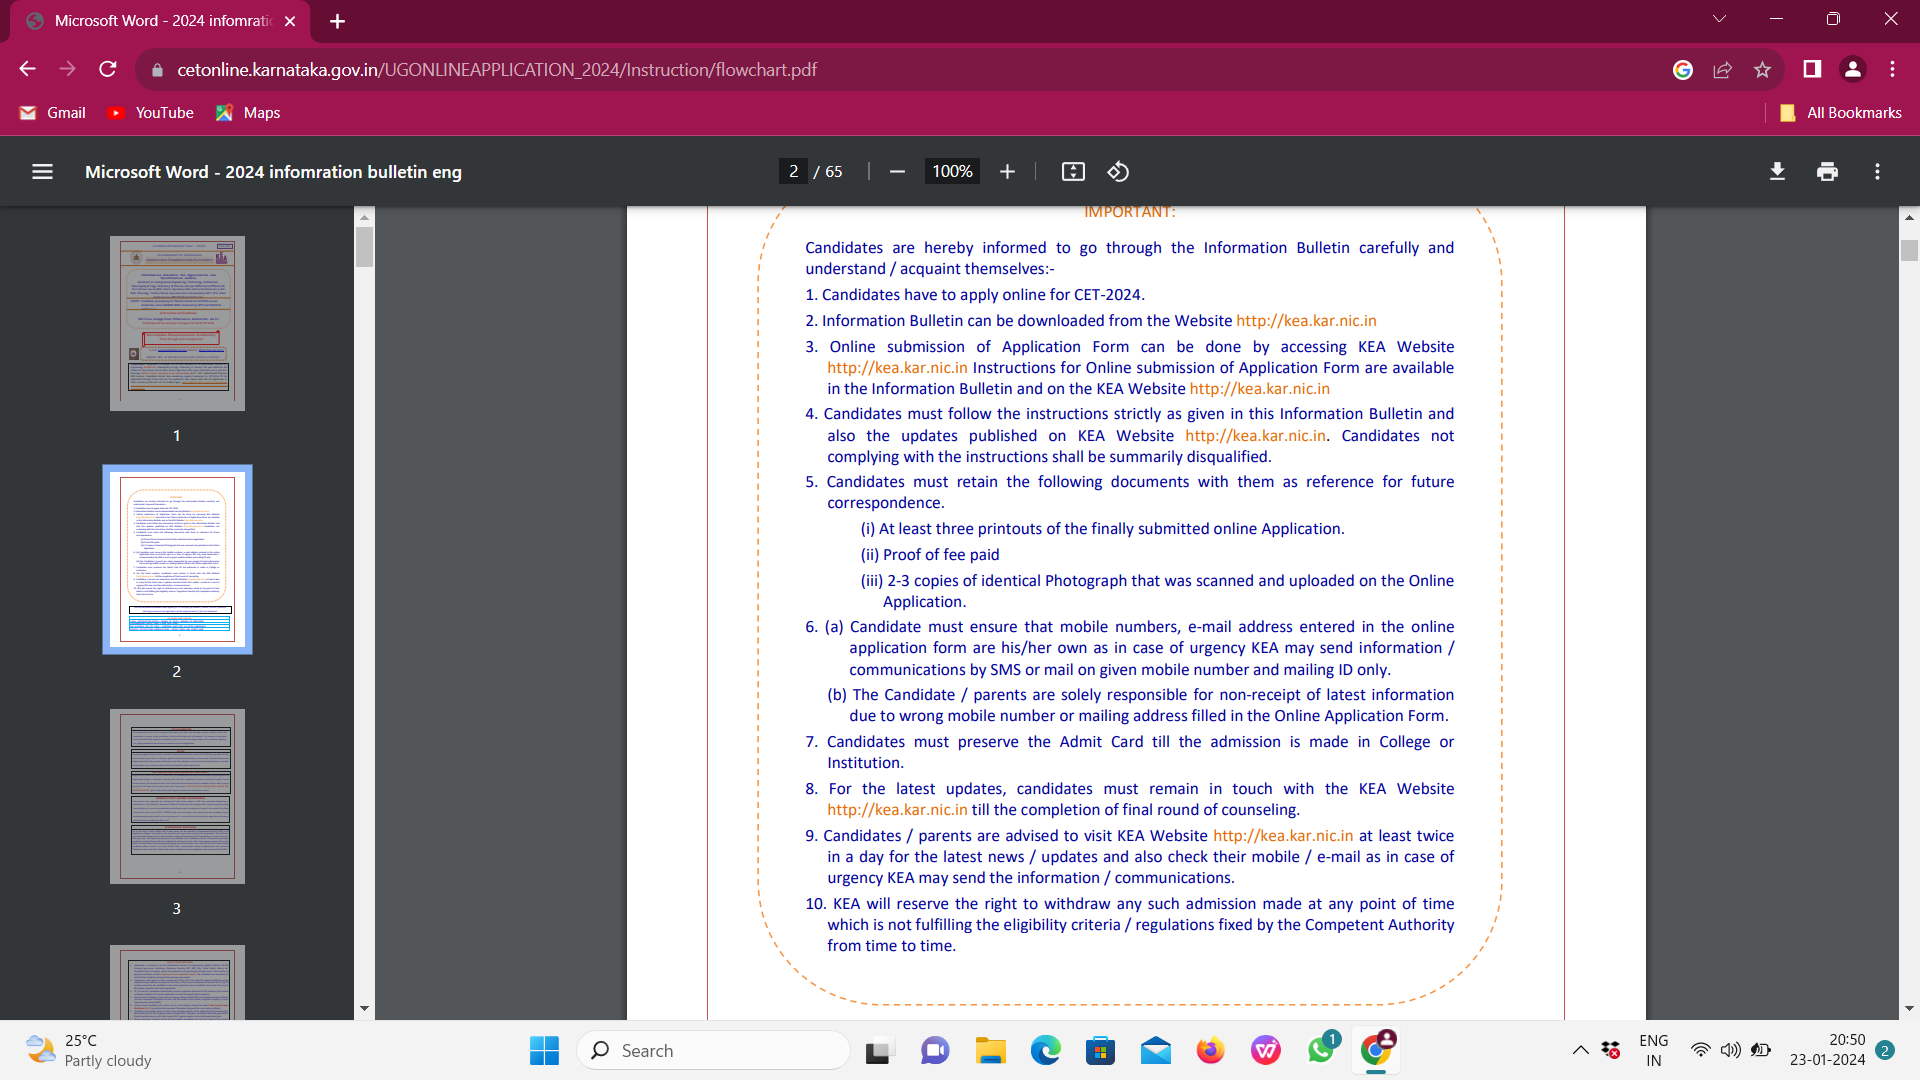 Microsoft Word - 2024 infomratio
cetonline.karnataka.gov.in/UGONLINEAPPLICATION_2024/Instruction/flowchart.pdf
Gmail
YouTube
Maps
All Bookmarks
Microsoft Word - 2024 infomration bulletin eng
2 / 65
100%
1
2
3
IMPORTANT:
Candidates are hereby informed to go through the Information Bulletin carefully and
understand / acquaint themselves:-
1. Candidates have to apply online for CET-2024.
2. Information Bulletin can be downloaded from the Website http://kea.kar.nic.in
3. Online submission of Application Form can be done by accessing KEA Website
http://kea.kar.nic.in Instructions for Online submission of Application Form are available
in the Information Bulletin and on the KEA Website http://kea.kar.nic.in
4. Candidates must follow the instructions strictly as given in this Information Bulletin and
also the updates published on KEA Website http://kea.kar.nic.in. Candidates not
complying with the instructions shall be summarily disqualified.
5. Candidates must retain the following documents with them as reference for future
correspondence.
(i) At least three printouts of the finally submitted online Application.
(ii) Proof of fee paid
(iii) 2-3 copies of identical Photograph that was scanned and uploaded on the Online
Application.
6. (a) Candidate must ensure that mobile numbers, e-mail address entered in the online
application form are his/her own as in case of urgency KEA may send information /
communications by SMS or mail on given mobile number and mailing ID only.
(b) The Candidate / parents are solely responsible for non-receipt of latest information
due to wrong mobile number or mailing address filled in the Online Application Form.
7. Candidates must preserve the Admit Card till the admission is made in College or
Institution.
8. For the latest updates, candidates must remain in touch with the KEA Website
http://kea.kar.nic.in till the completion of final round of counseling.
9. Candidates / parents are advised to visit KEA Website http://kea.kar.nic.in at least twice
in a day for the latest news / updates and also check their mobile / e-mail as in case of
urgency KEA may send the information / communications.
10. KEA will reserve the right to withdraw any such admission made at any point of time
which is not fulfilling the eligibility criteria / regulations fixed by the Competent Authority
from time to time.
25°C
Partly cloudy
Search
1
ENG
IN
20:50
23-01-2024
2